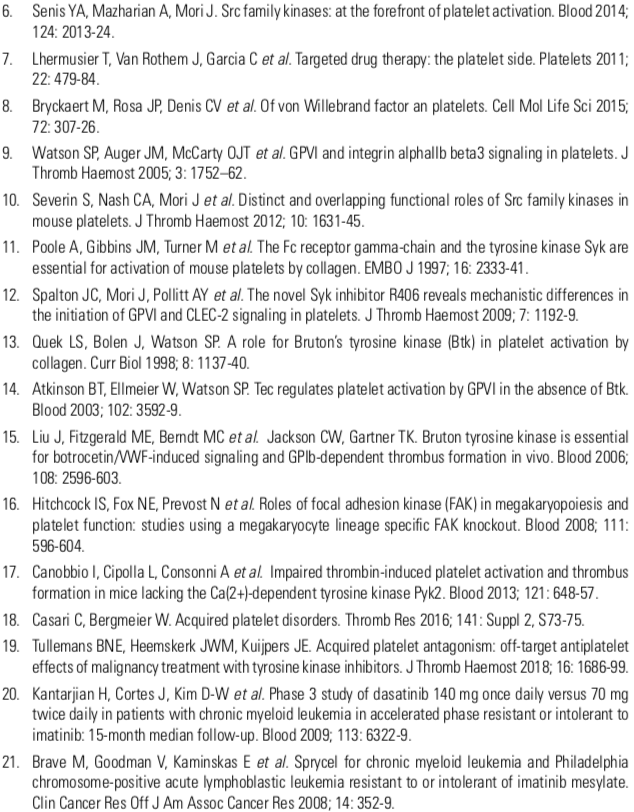 6. Senis YA, Mazharian A, Mori J. Src family kinases: at the forefront of platelet activation. Blood 2014;
124: 2013-24.
7. Lhermusier T, Van Rothem J, Garcia C et al. Targeted drug therapy: the platelet side. Platelets 2011;
22: 479-84.
8. Bryckaert M, Rosa JP, Denis CV et al. Of von Willebrand factor an platelets. Cell Mol Life Sci 2015;
72: 307-26.
9. Watson SP, Auger JM, McCarty OJT et al. GPVI and integrin alphaIIb beta3 signaling in platelets. J
Thromb Haemost 2005; 3: 1752–62.
10. Severin S, Nash CA, Mori J et al. Distinct and overlapping functional roles of Src family kinases in
mouse platelets. J Thromb Haemost 2012; 10: 1631-45.
11. Poole A, Gibbins JM, Turner M et al. The Fc receptor gamma-chain and the tyrosine kinase Syk are
essential for activation of mouse platelets by collagen. EMBO J 1997; 16: 2333-41.
12. Spalton JC, Mori J, Pollitt AY et al. The novel Syk inhibitor R406 reveals mechanistic differences in
the initiation of GPVI and CLEC-2 signaling in platelets. J Thromb Haemost 2009; 7: 1192-9.
13. Quek LS, Bolen J, Watson SP. A role for Bruton's tyrosine kinase (Btk) in platelet activation by
collagen. Curr Biol 1998; 8: 1137-40.
14. Atkinson BT, Ellmeier W, Watson SP. Tec regulates platelet activation by GPVI in the absence of Btk.
Blood 2003; 102: 3592-9.
15. Liu J, Fitzgerald ME, Berndt MC et al. Jackson CW, Gartner TK. Bruton tyrosine kinase is essential
for botrocetin/VWF-induced signaling and GPIb-dependent thrombus formation in vivo. Blood 2006;
108: 2596-603.
16. Hitchcock IS, Fox NE, Prevost N et al. Roles of focal adhesion kinase (FAK) in megakaryopoiesis and
platelet function: studies using a megakaryocyte lineage specific FAK knockout. Blood 2008; 111:
596-604.
17. Canobbio I, Cipolla L, Consonni A et al. Impaired thrombin-induced platelet activation and thrombus
formation in mice lacking the Ca(2+)-dependent tyrosine kinase Pyk2. Blood 2013; 121: 648-57.
18. Casari C, Bergmeier W. Acquired platelet disorders. Thromb Res 2016; 141: Suppl 2, S73-75.
19. Tullemans BNE, Heemskerk JWM, Kuijpers JE. Acquired platelet antagonism: off-target antiplatelet
effects of malignancy treatment with tyrosine kinase inhibitors. J Thromb Haemost 2018; 16: 1686-99.
20. Kantarjian H, Cortes J, Kim D-W et al. Phase 3 study of dasatinib 140 mg once daily versus 70 mg
twice daily in patients with chronic myeloid leukemia in accelerated phase resistant or intolerant to
imatinib: 15-month median follow-up. Blood 2009; 113: 6322-9.
21. Brave M, Goodman V, Kaminskas E et al. Sprycel for chronic myeloid leukemia and Philadelphia
chromosome-positive acute lymphoblastic leukemia resistant to or intolerant of imatinib mesylate.
Clin Cancer Res Off J Am Assoc Cancer Res 2008; 14: 352-9.